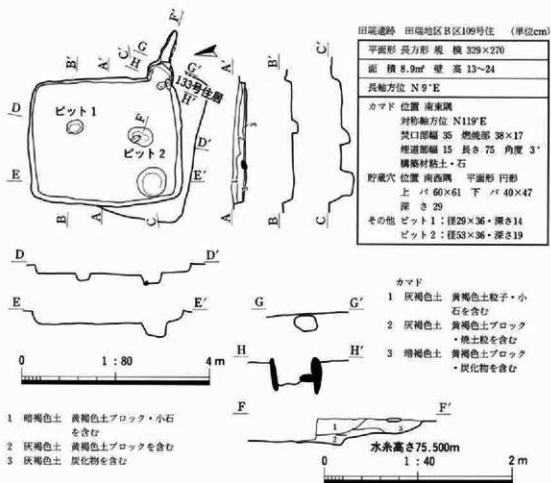 田端遺跡 田端地区B区109号住 (単位cm)
平面形 長方形 規 模 329×270
面 積 8.9㎡ 壁 高 13~24
長軸方位 N9°E
カマド 位置 南東隅
対称軸方位 N119°E
焚口部幅 35 燃焼部 38×17
煙道部幅 15 長さ 75 角度 3°
構築材粘土・石
貯蔵穴 位置 南西隅 平面形 円形
上 バ 60×61 下 バ 40×47
深 さ 29
その他 ピット1:径29×36・深さ14
ピット2:径53×36・深さ19
F'
G
C'
H
B'
A'
G'
133号住居
H'
D
ピット1
F
ピット2
D'
E
E'
B
A
C
A'
A
B'
B
C'
C
D
D'
E
E'
0
1:80
4 m
1 暗褐色土 黄褐色土ブロック・小石
を含む
2 灰褐色土 黄褐色土ブロックを含む
3 灰褐色土 炭化物を含む
カマド
1 灰褐色土 黄褐色土粒子・小
石を含む
2 灰褐色土 黄褐色土ブロック
・焼土粒を含む
3 暗褐色土 黄褐色土ブロック
・炭化物を含む
G
G'
H
H'
F
F'
1
2
3
水糸高さ75.500m
0
1:40
2 m